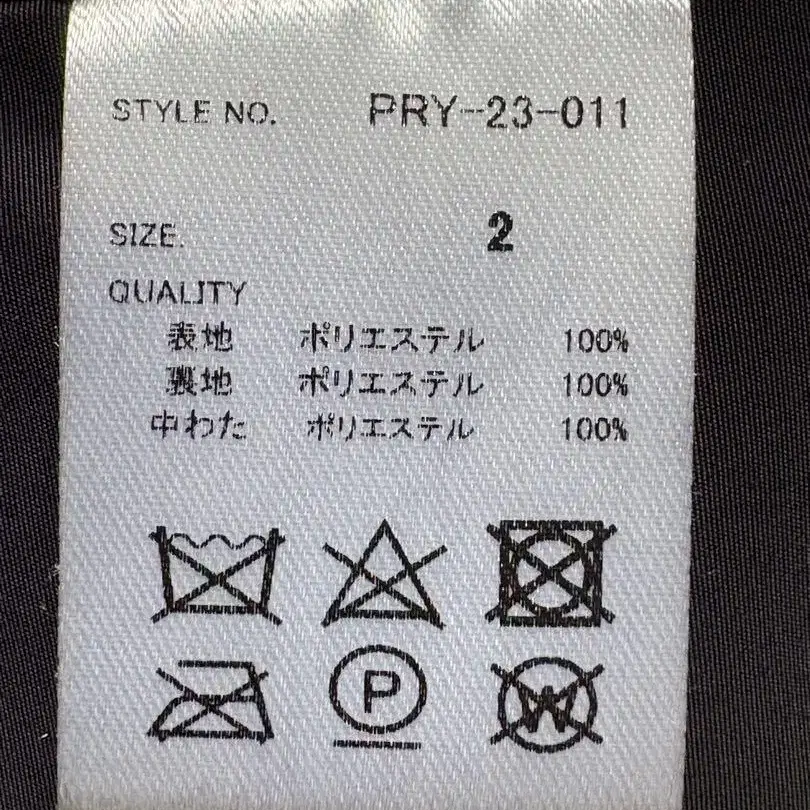 STYLE NO. PRY-23-011
SIZE. 2
QUALITY
表地 ポリエステル 100%
裏地 ポリエステル 100%
中わた ポリエステル 100%
P W